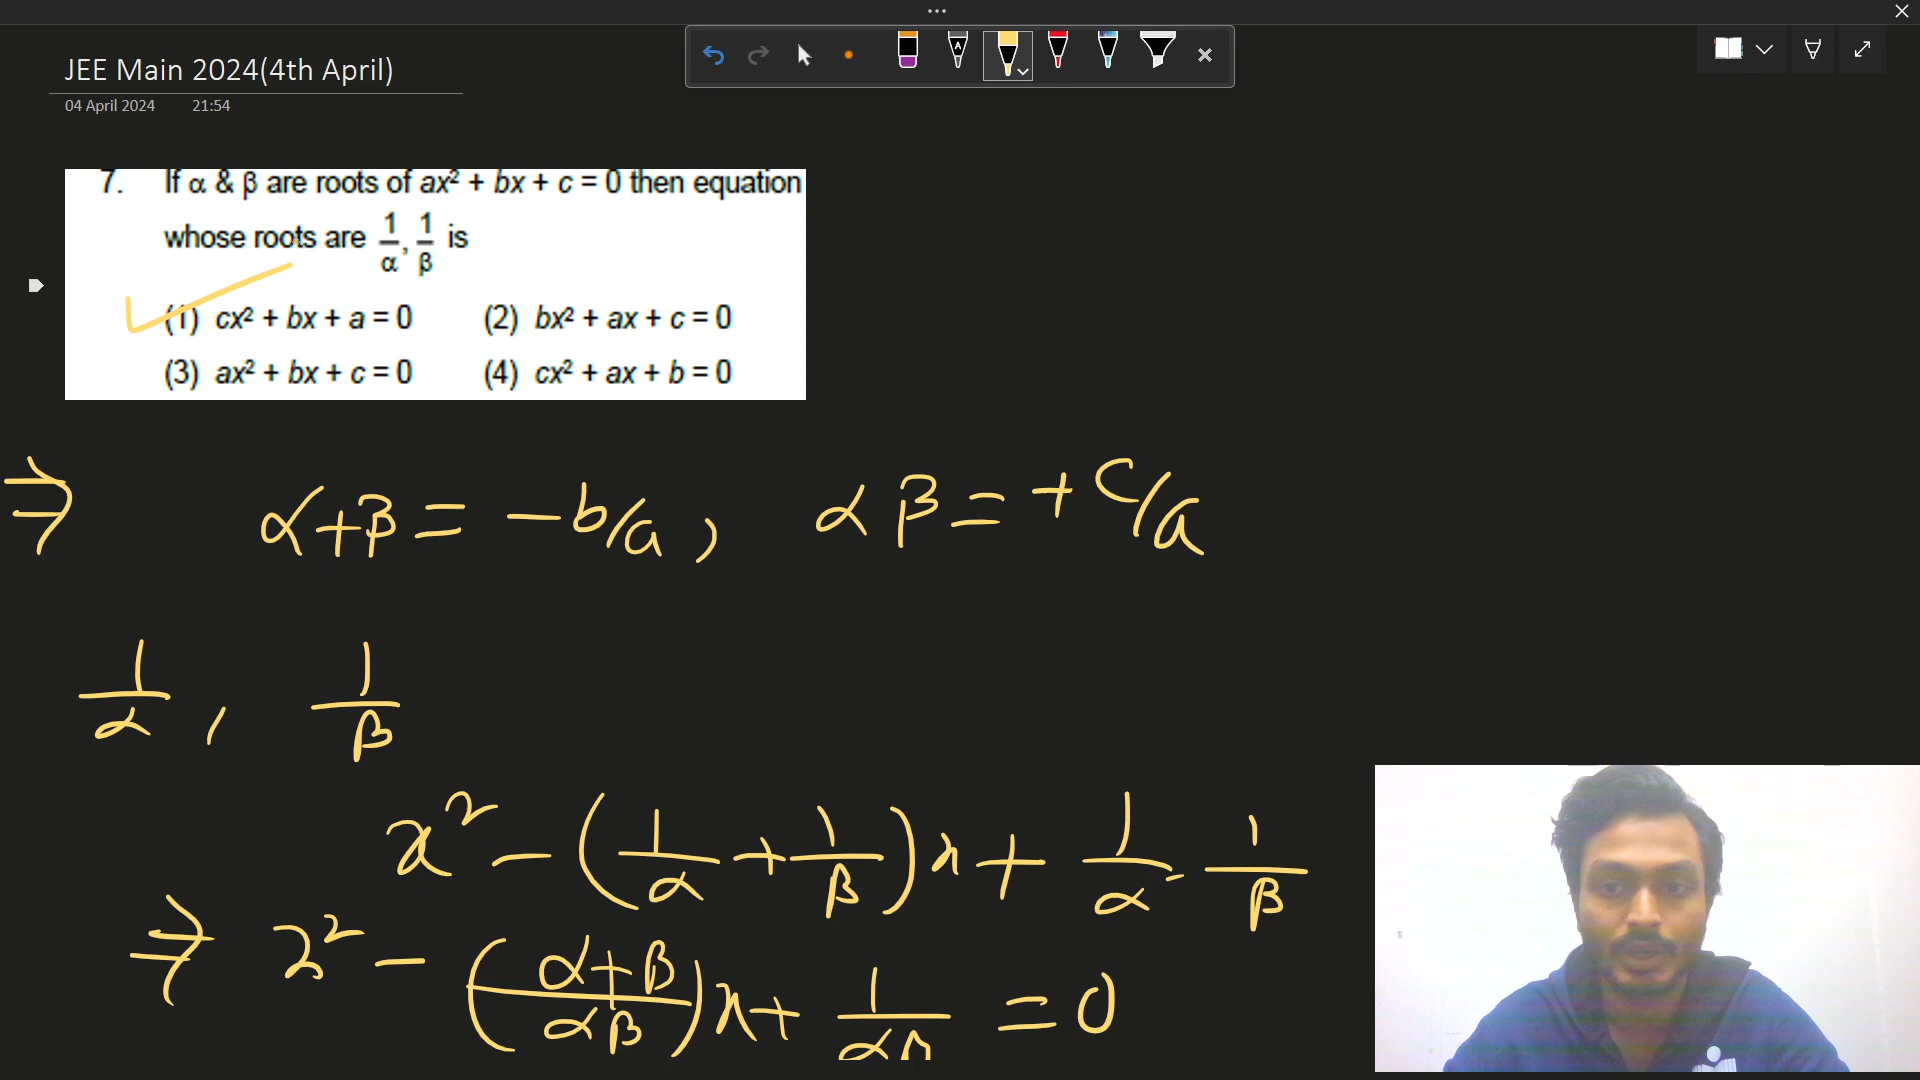 JEE Main 2024(4th April)
04 April 2024 21:54
7. If α & β are roots of ax² + bx + c = 0 then equation
whose roots are 1/α, 1/β is
(1) cx² + bx + a = 0 (2) bx² + ax + c = 0
(3) ax² + bx + c = 0 (4) cx² + ax + b = 0
⇒ α+β = -b/a, αβ = +c/a
1/α, 1/β
x² - (1/α + 1/β)x + 1/α · 1/β
⇒ x² - (α+β/αβ)x + 1/αβ = 0